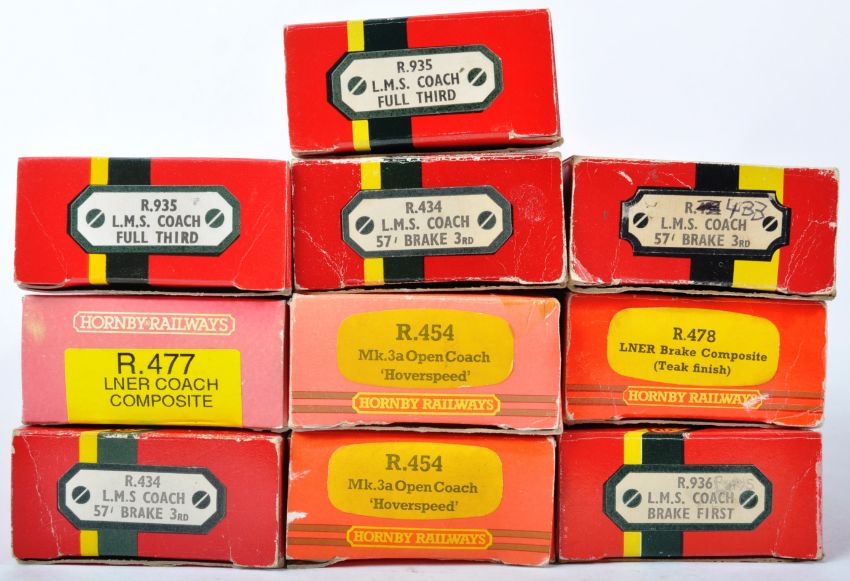 R.935
L.M.S. COACH
FULL THIRD
R.935
L.M.S. COACH
FULL THIRD
R.434
L.M.S. COACH
57' BRAKE 3RD
R. 433
L.M.S. COACH
57' BRAKE 3RD
HORNBY RAILWAYS
R.477
LNER COACH
COMPOSITE
R.454
Mk.3a Open Coach
'Hoverspeed'
HORNBY RAILWAYS
R.478
LNER Brake Composite
(Teak finish)
HORNBY RAILWAYS
R.434
L.M.S COACH
57' BRAKE 3RD
R.454
Mk.3a Open Coach
'Hoverspeed'
HORNBY RAILWAYS
R.936
L.M.S. COACH
BRAKE FIRST